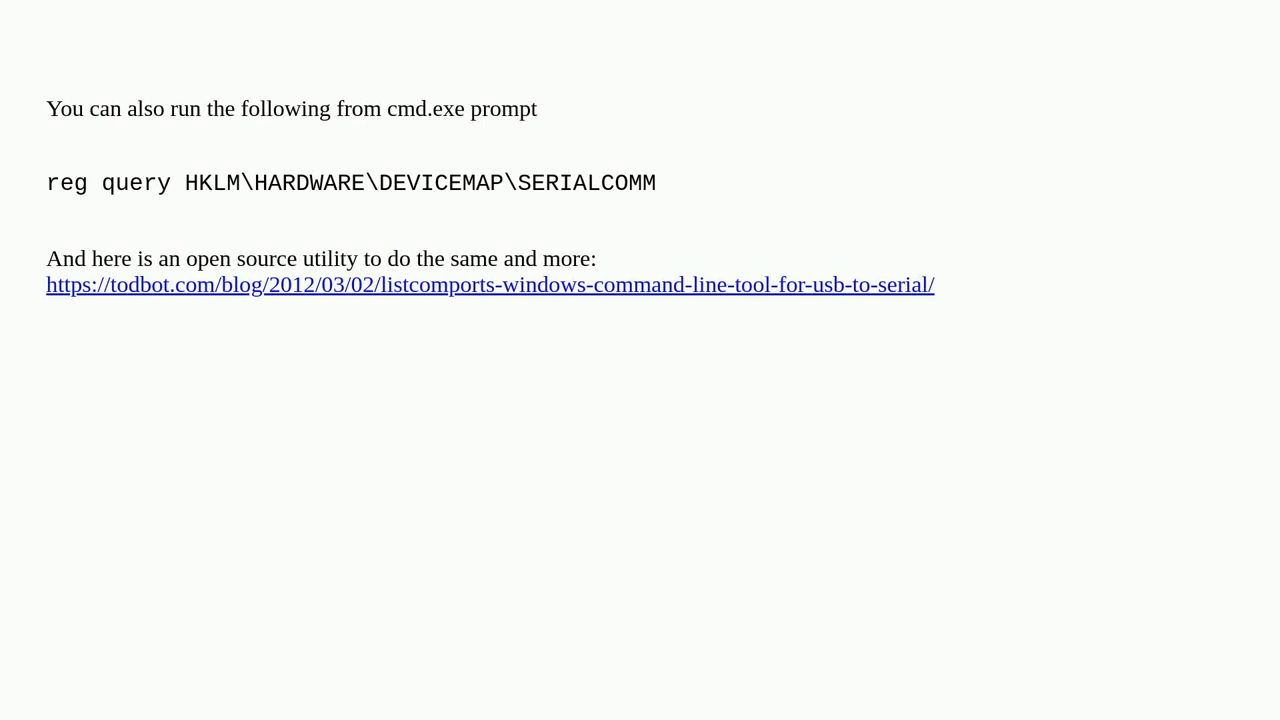 You can also run the following from cmd.exe prompt
reg query HKLM\HARDWARE\DEVICEMAP\SERIALCOMM
And here is an open source utility to do the same and more:
https://todbot.com/blog/2012/03/02/listcomports-windows-command-line-tool-for-usb-to-serial/